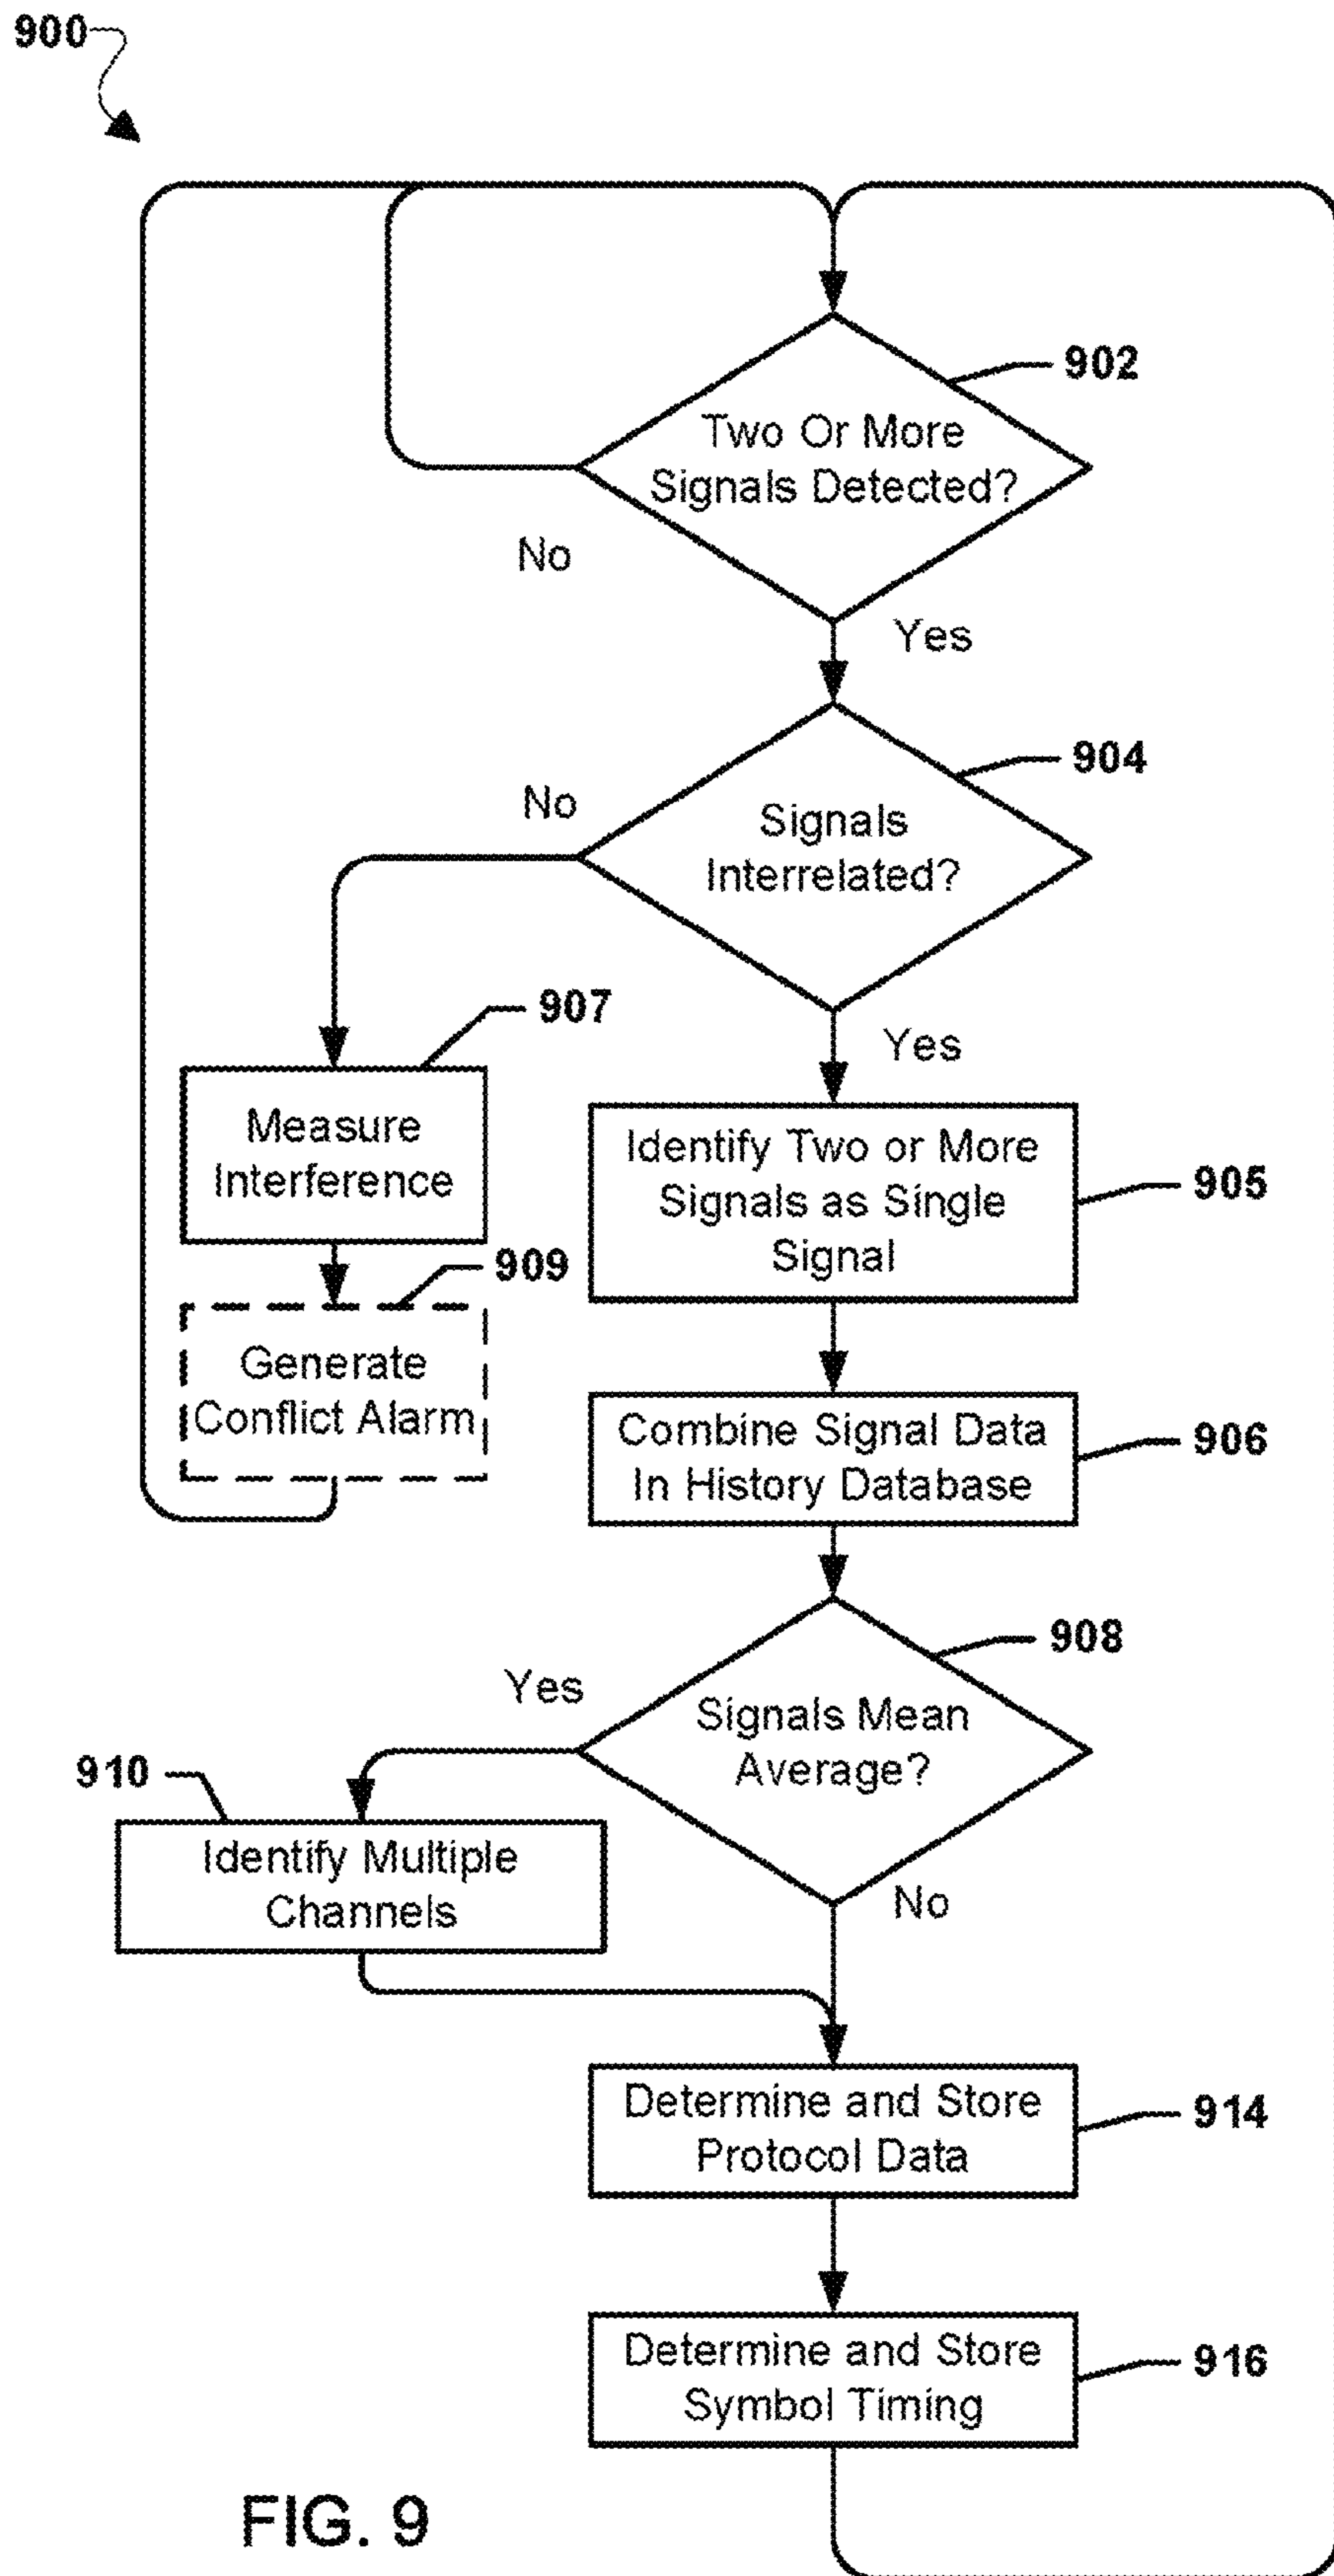 900
902
Two Or More
Signals Detected?
No
Yes
904
No
Signals
Interrelated?
907
Yes
Measure
Interference
Identify Two or More
Signals as Single
Signal
905
909
Generate
Conflict Alarm
Combine Signal Data
In History Database
906
908
Yes
Signals Mean
Average?
910
Identify Multiple
Channels
No
Determine and Store
Protocol Data
914
Determine and Store
Symbol Timing
916
FIG. 9